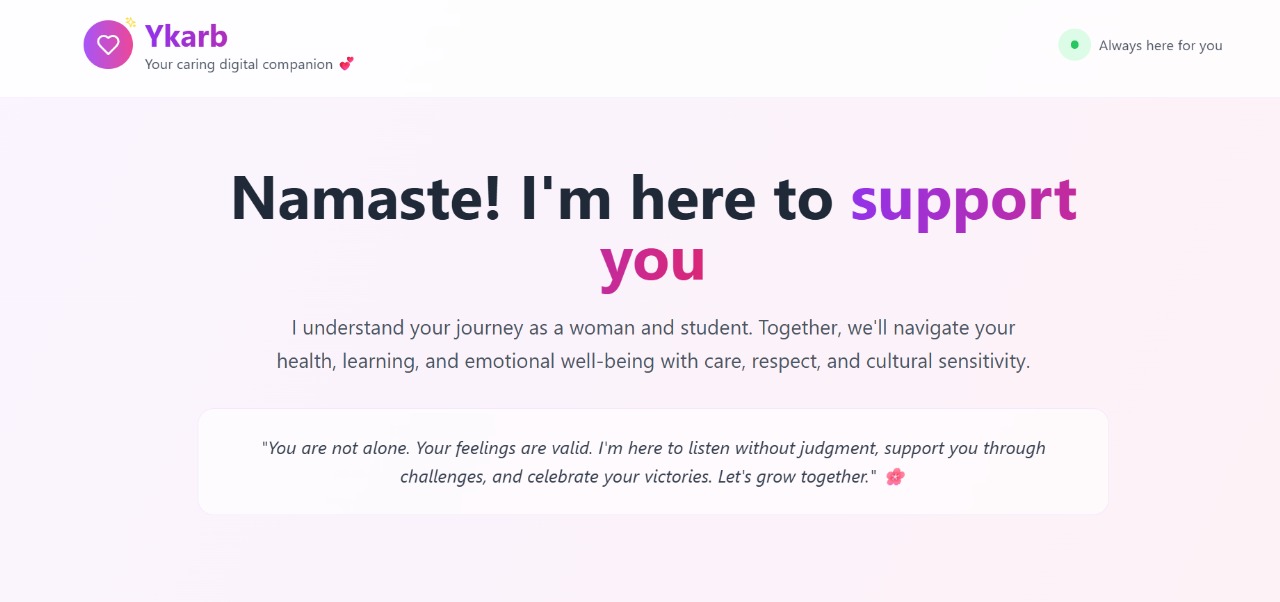 Ykarb
Your caring digital companion 💕
Always here for you
Namaste! I'm here to support
you
I understand your journey as a woman and student. Together, we'll navigate your
health, learning, and emotional well-being with care, respect, and cultural sensitivity.
"You are not alone. Your feelings are valid. I'm here to listen without judgment, support you through
challenges, and celebrate your victories. Let's grow together." 🌸